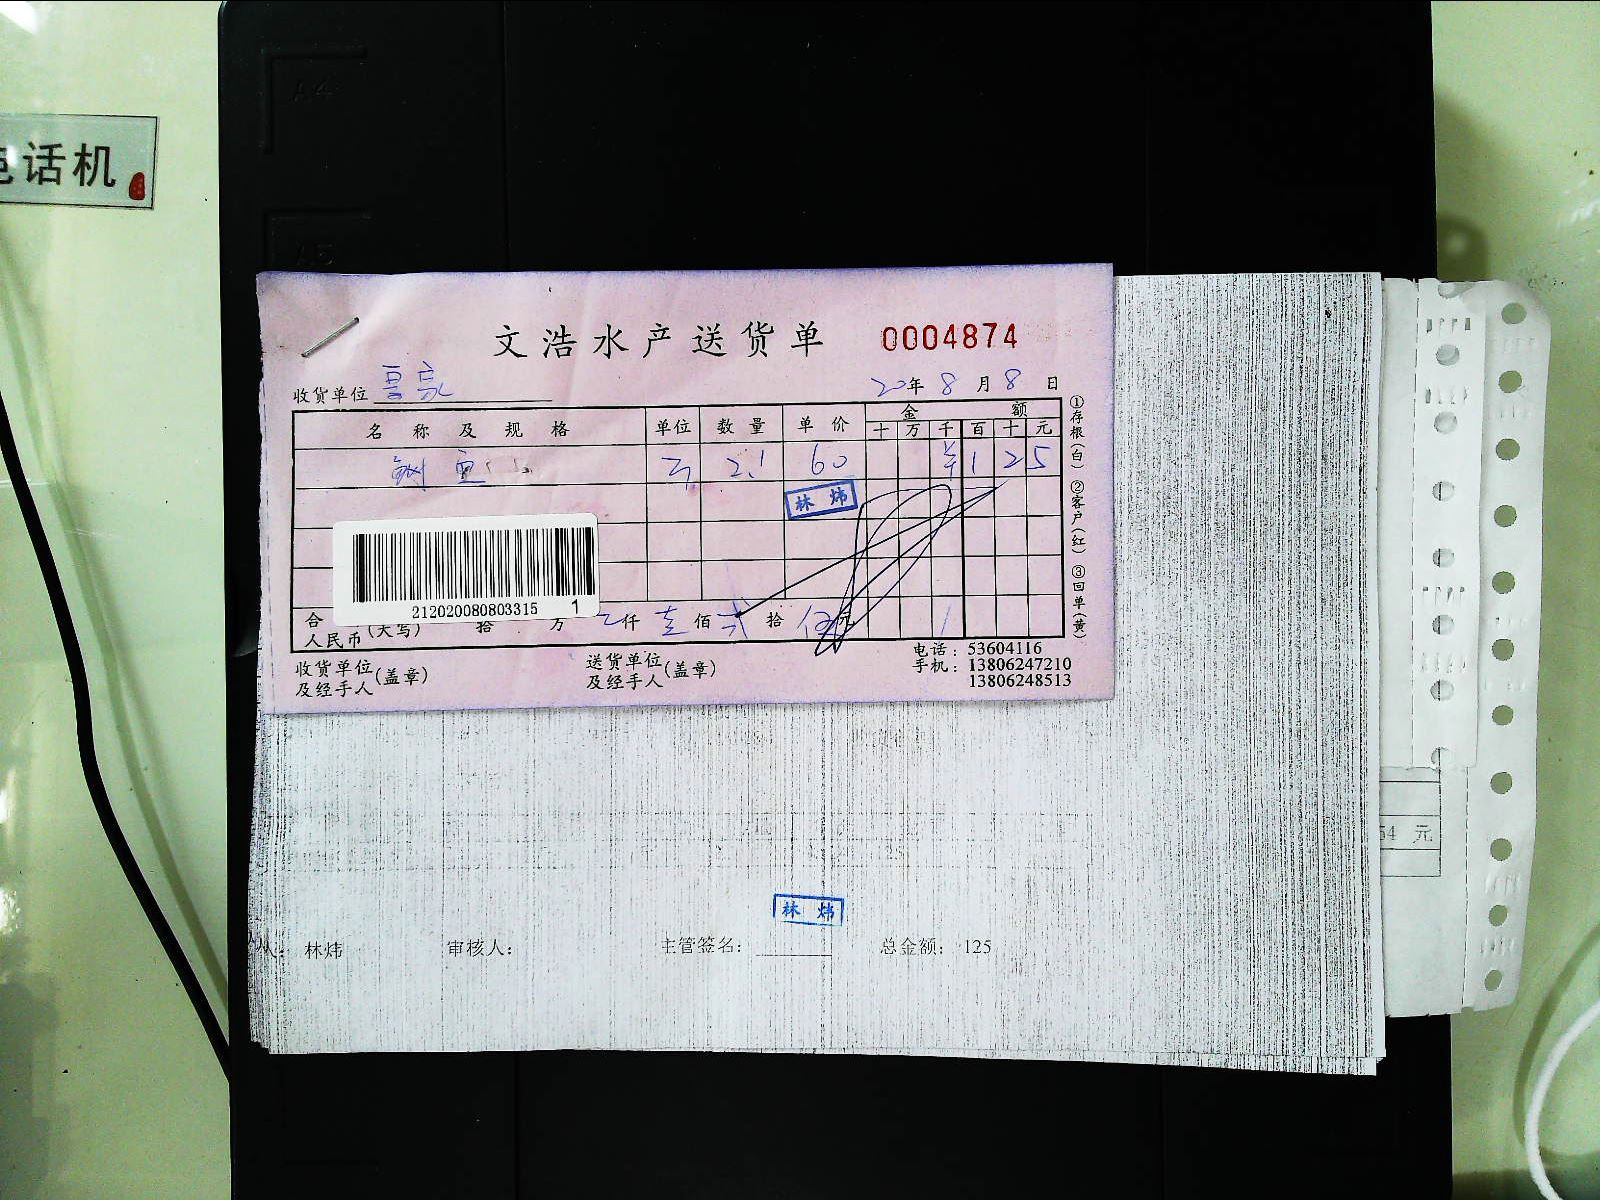 话机
A4
A5
文浩水产送货单 0004874
收货单位
20年8月8日
名称及规格 单位 数量 单价 金额
十 万 千 百 十 元
2.1 60 ¥ 1 2 5
林炜
212020080803315 1
合
人民币(大写) 拾 万 仟 壹 佰 贰 拾 伍 元
①存根(白) ②客户(红) ③回单(黄)
收货单位及经手人(盖章) 送货单位及经手人(盖章)
电话：53604116
手机：13806247210
13806248513
54 元
林炜
人： 林炜 审核人： 主管签名： 总金额： 125